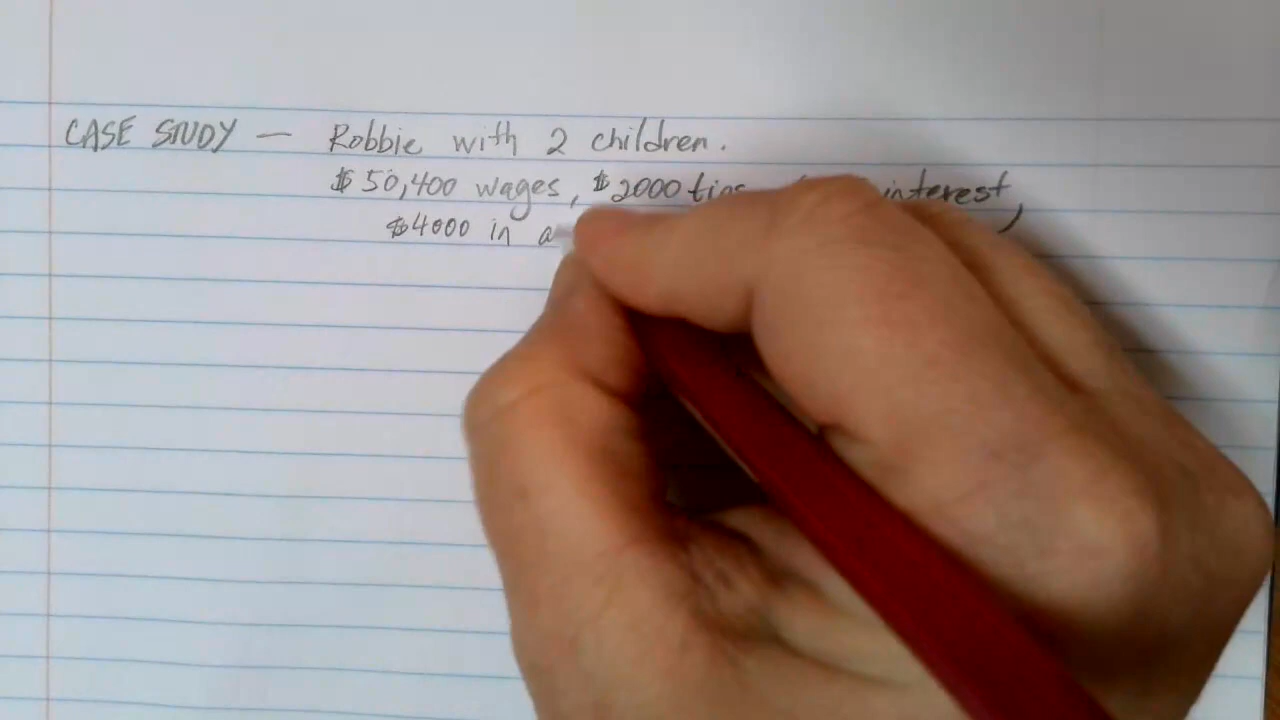 CASE STUDY — Robbie with 2 children.
$50,400 wages, $2000 tips interest,
$4000 in a